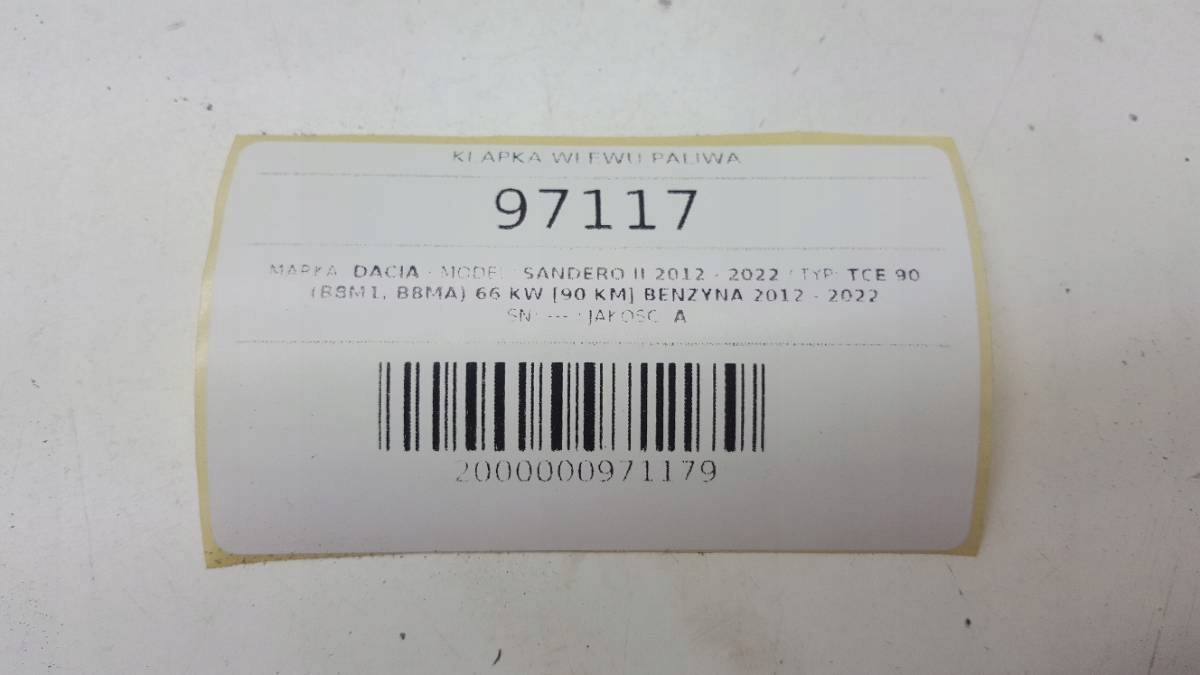 KLAPKA WLEWU PALIWA
97117
MARKA: DACIA / MODEL: SANDERO II 2012 - 2022 / TYP: TCE 90
(B8M1, B8MA) 66 KW [90 KM] BENZYNA 2012 - 2022
SN: --- / JAKOŚĆ: A
2000000971179